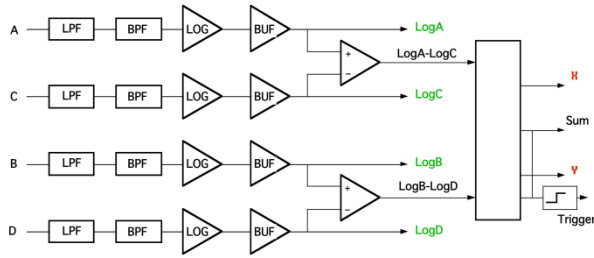 A LPF BPF LOG BUF LogA
+
−
LogA-LogC
C LPF BPF LOG BUF LogC
X
Sum
B LPF BPF LOG BUF LogB
Y
+
−
LogB-LogD
Trigger
D LPF BPF LOG BUF LogD